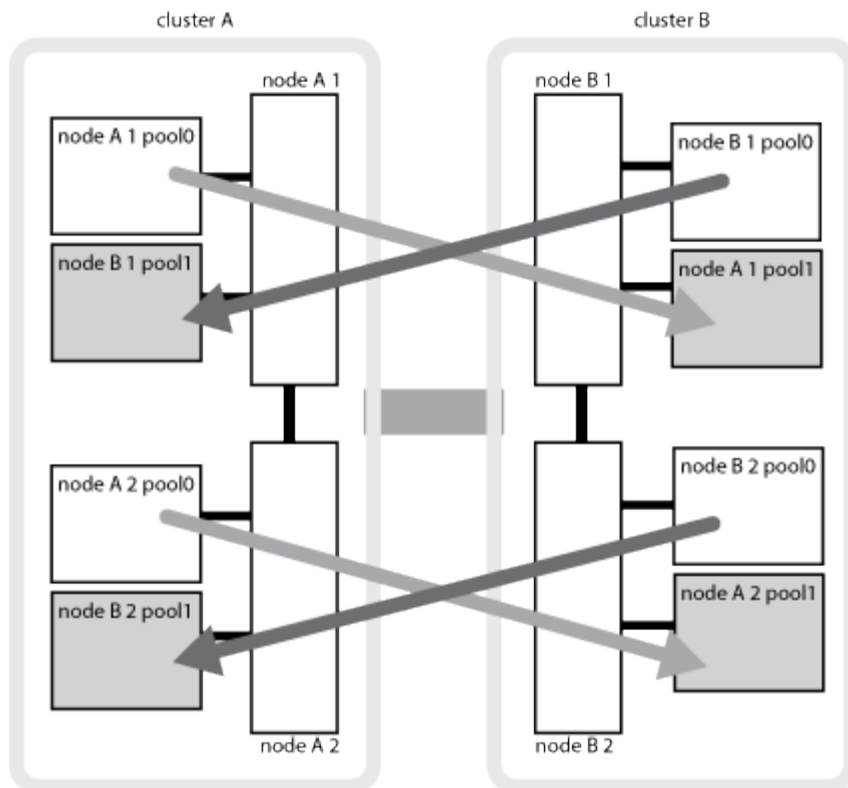 cluster A
cluster B
node A 1
node B 1
node A 1 pool0
node B 1 pool0
node B 1 pool1
node A 1 pool1
node A 2 pool0
node B 2 pool0
node B 2 pool1
node A 2 pool1
node A 2
node B 2